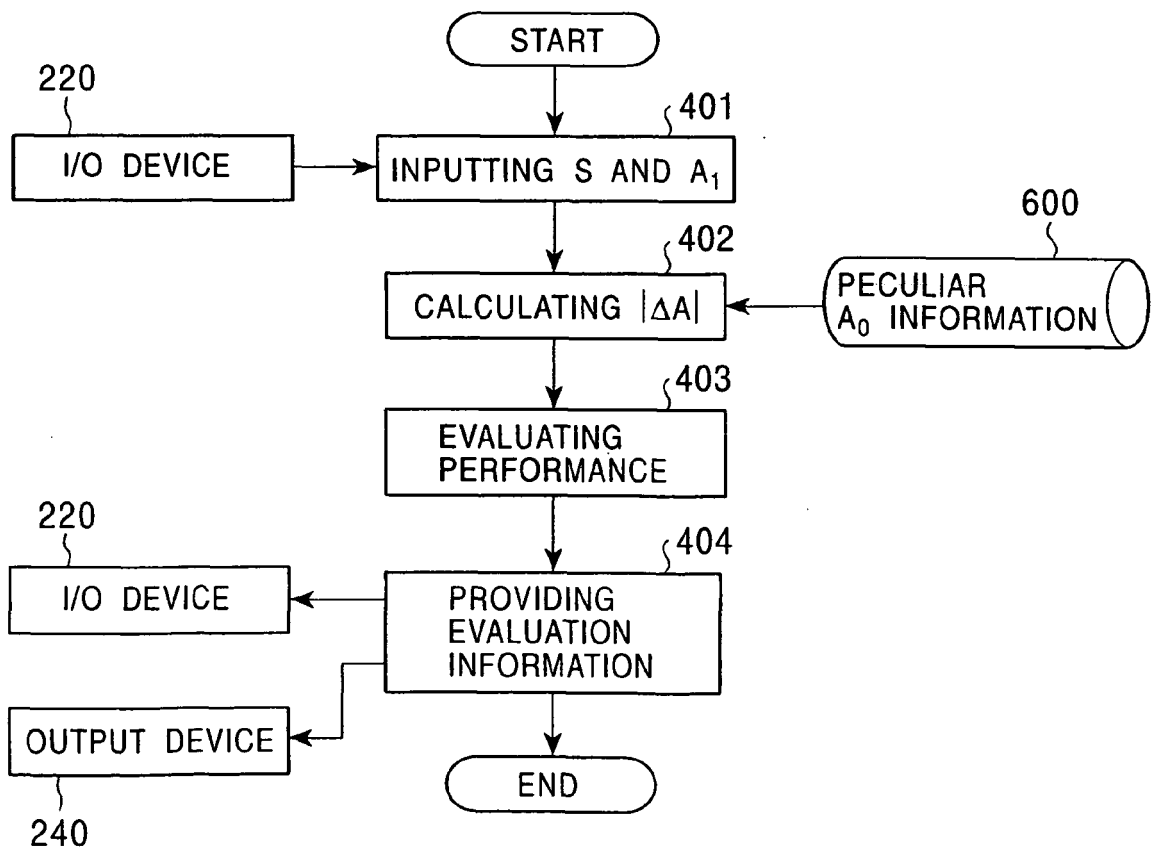 START
220
401
I/O DEVICE
INPUTTING S AND A₁
600
402
CALCULATING |ΔA|
PECULIAR
A₀ INFORMATION
403
EVALUATING
PERFORMANCE
220
404
I/O DEVICE
PROVIDING
EVALUATION
INFORMATION
OUTPUT DEVICE
END
240